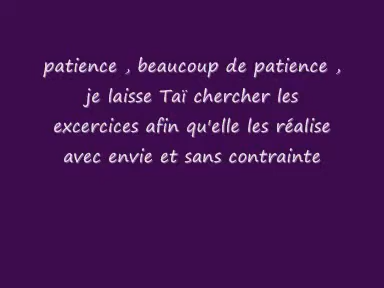 patience , beaucoup de patience ,
je laisse Taï chercher les
excercices afin qu'elle les réalise
avec envie et sans contrainte